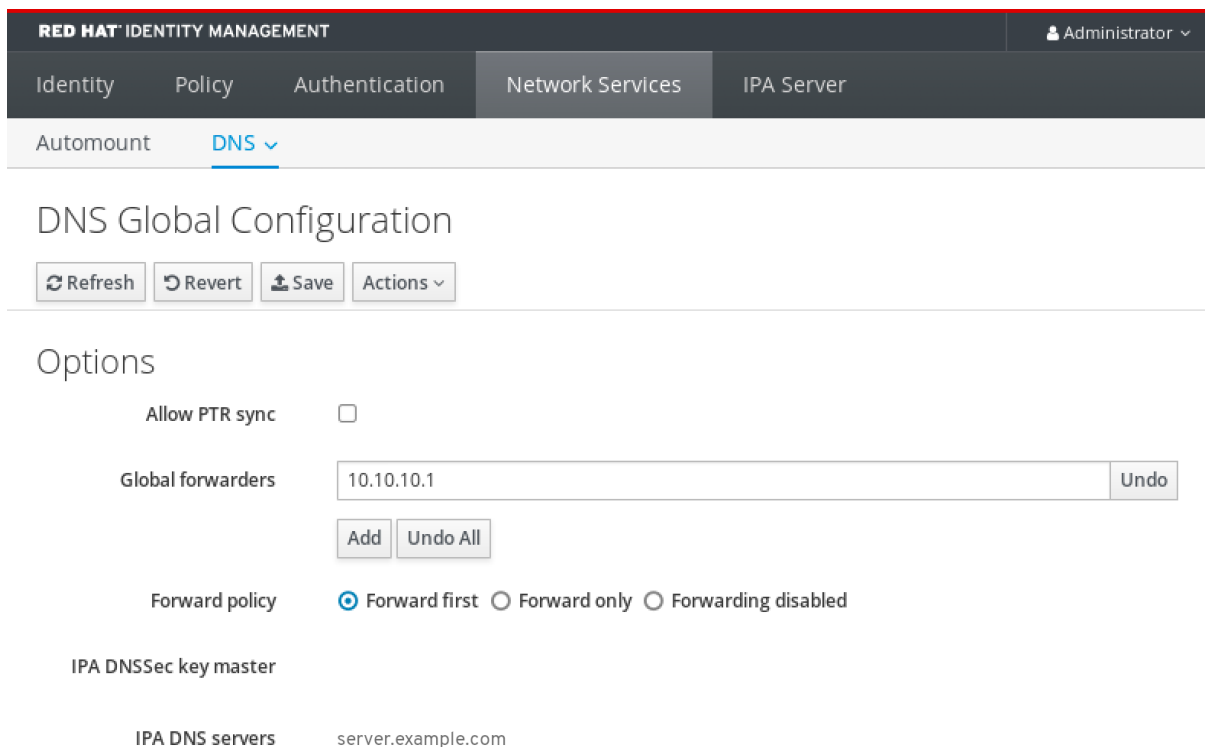 RED HAT® IDENTITY MANAGEMENT
Administrator
Identity Policy Authentication Network Services IPA Server
Automount DNS
DNS Global Configuration
Refresh Revert Save Actions
Options
Allow PTR sync
Global forwarders 10.10.10.1 Undo
Add Undo All
Forward policy Forward first Forward only Forwarding disabled
IPA DNSSec key master
IPA DNS servers server.example.com